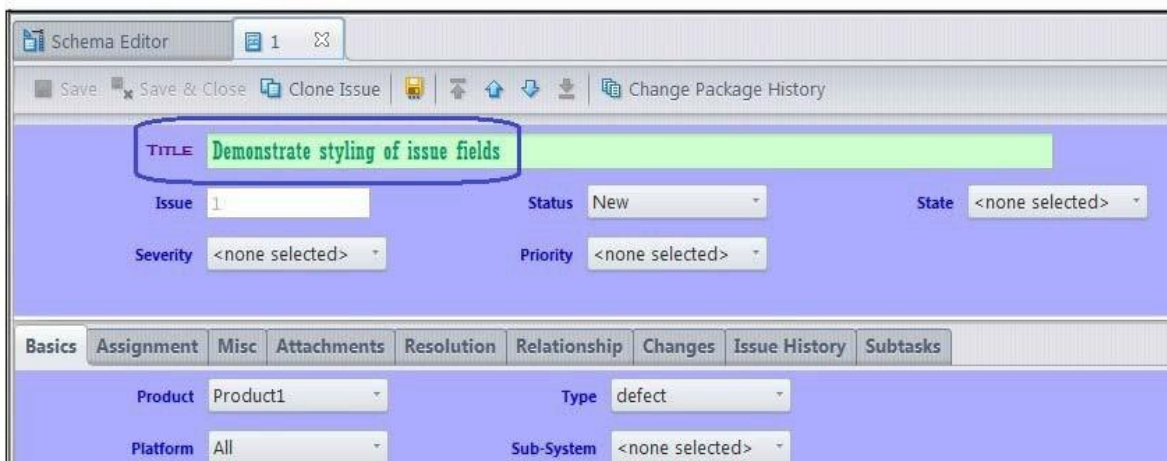 Schema Editor 1
Save Save & Close Clone Issue Change Package History
TITLE Demonstrate styling of issue fields
Issue 1 Status New State <none selected>
Severity <none selected> Priority <none selected>
Basics Assignment Misc Attachments Resolution Relationship Changes Issue History Subtasks
Product Product1 Type defect
Platform All Sub-System <none selected>